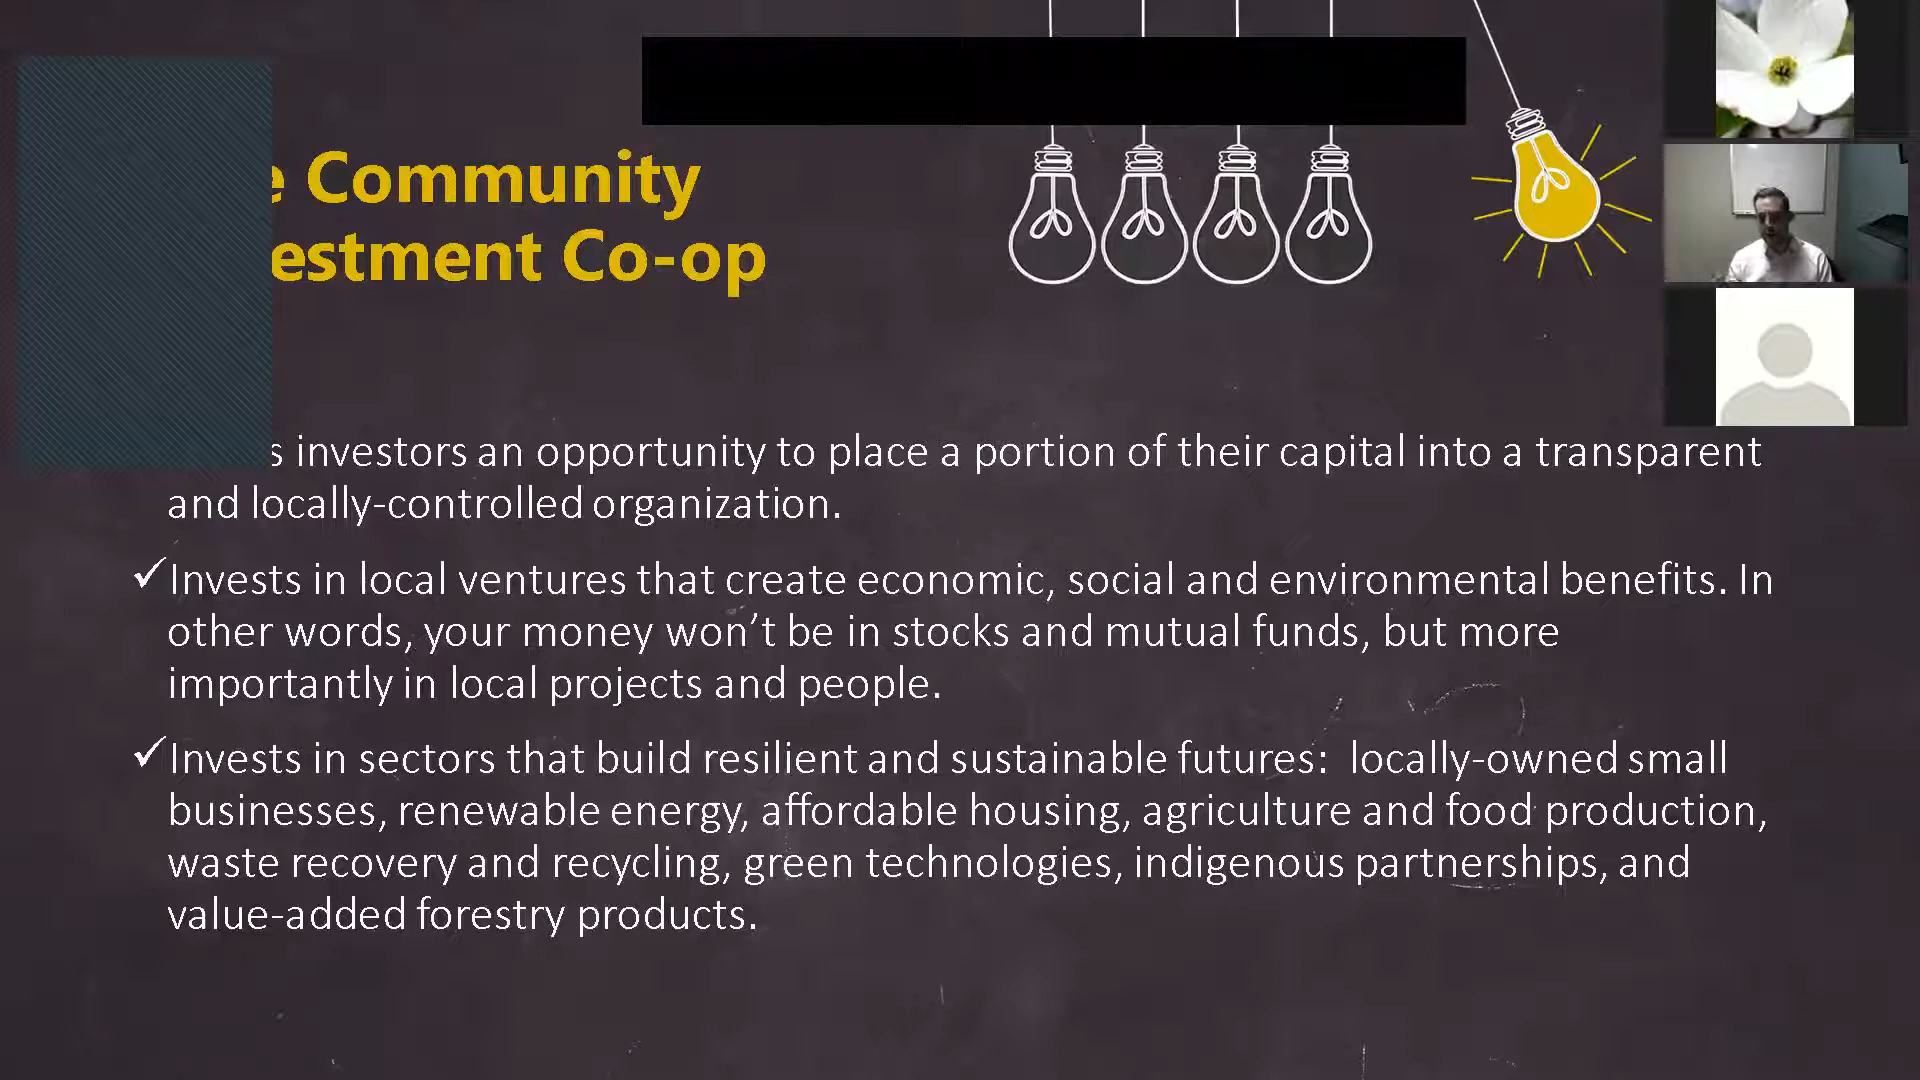 Community
Co-op
investors an opportunity to place a portion of their capital into a transparent
and locally-controlled organization.
✓Invests in local ventures that create economic, social and environmental benefits. In
other words, your money won’t be in stocks and mutual funds, but more
importantly in local projects and people.
✓Invests in sectors that build resilient and sustainable futures: locally-owned small
businesses, renewable energy, affordable housing, agriculture and food production,
waste recovery and recycling, green technologies, indigenous partnerships, and
value-added forestry products.